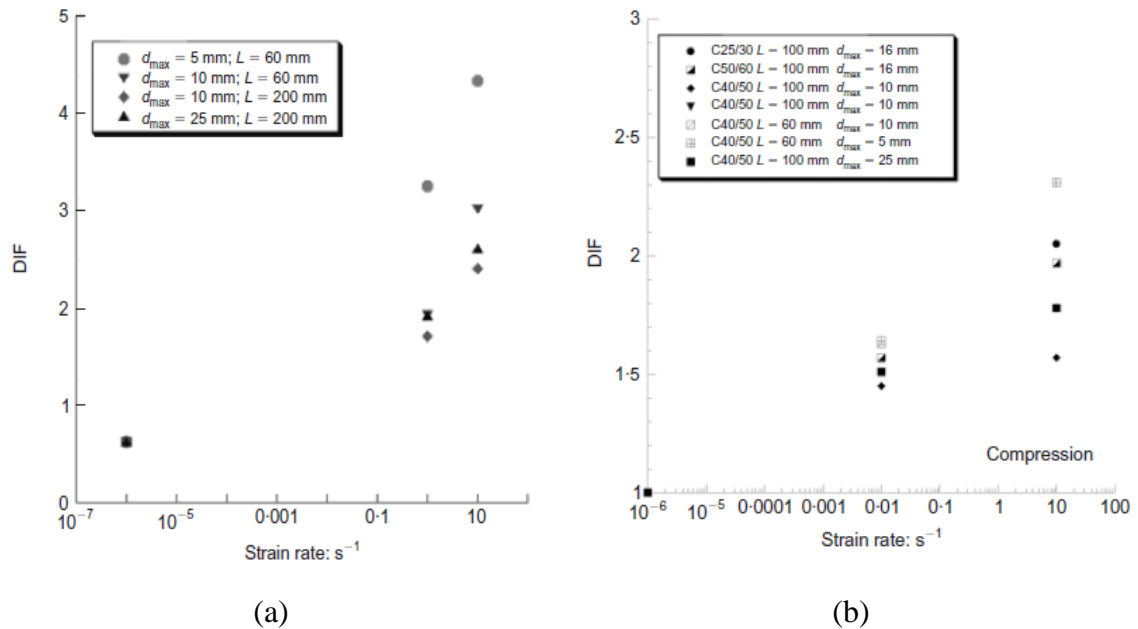 5
4
3
2
1
0
DIF
d_max = 5 mm; L = 60 mm
d_max = 10 mm; L = 60 mm
d_max = 10 mm; L = 200 mm
d_max = 25 mm; L = 200 mm
10⁻⁷ 10⁻⁵ 0·001 0·1 10
Strain rate: s⁻¹
(a)
3
2·5
2
1·5
1
DIF
C25/30 L – 100 mm d_max – 16 mm
C50/60 L – 100 mm d_max – 16 mm
C40/50 L – 100 mm d_max – 10 mm
C40/50 L – 100 mm d_max – 10 mm
C40/50 L – 60 mm d_max – 10 mm
C40/50 L – 60 mm d_max – 5 mm
C40/50 L – 100 mm d_max – 25 mm
Compression
10⁻⁶ 10⁻⁵ 0·0001 0·001 0·01 0·1 1 10 100
Strain rate: s⁻¹
(b)